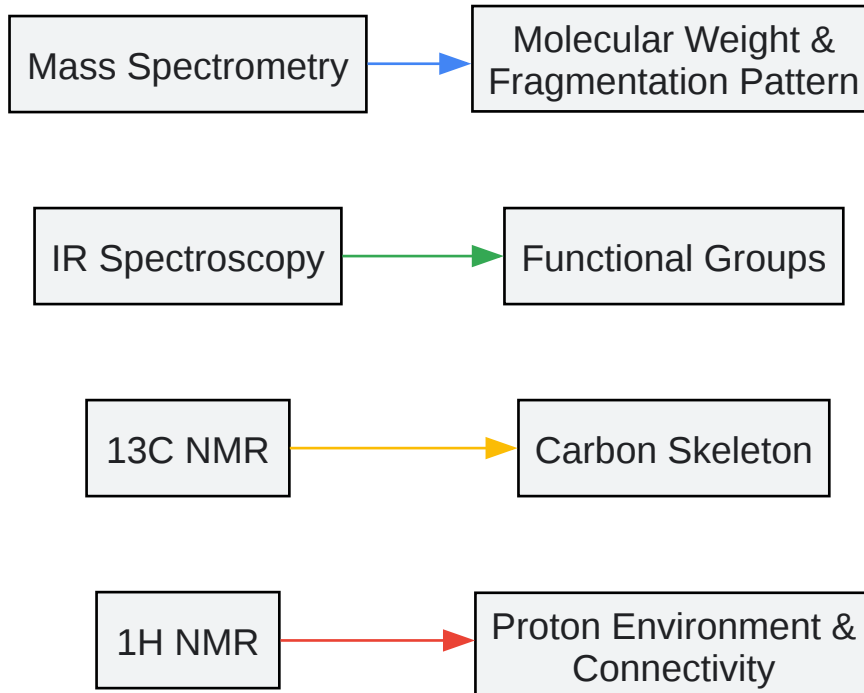 Mass Spectrometry
Molecular Weight &
Fragmentation Pattern
IR Spectroscopy
Functional Groups
13C NMR
Carbon Skeleton
1H NMR
Proton Environment &
Connectivity